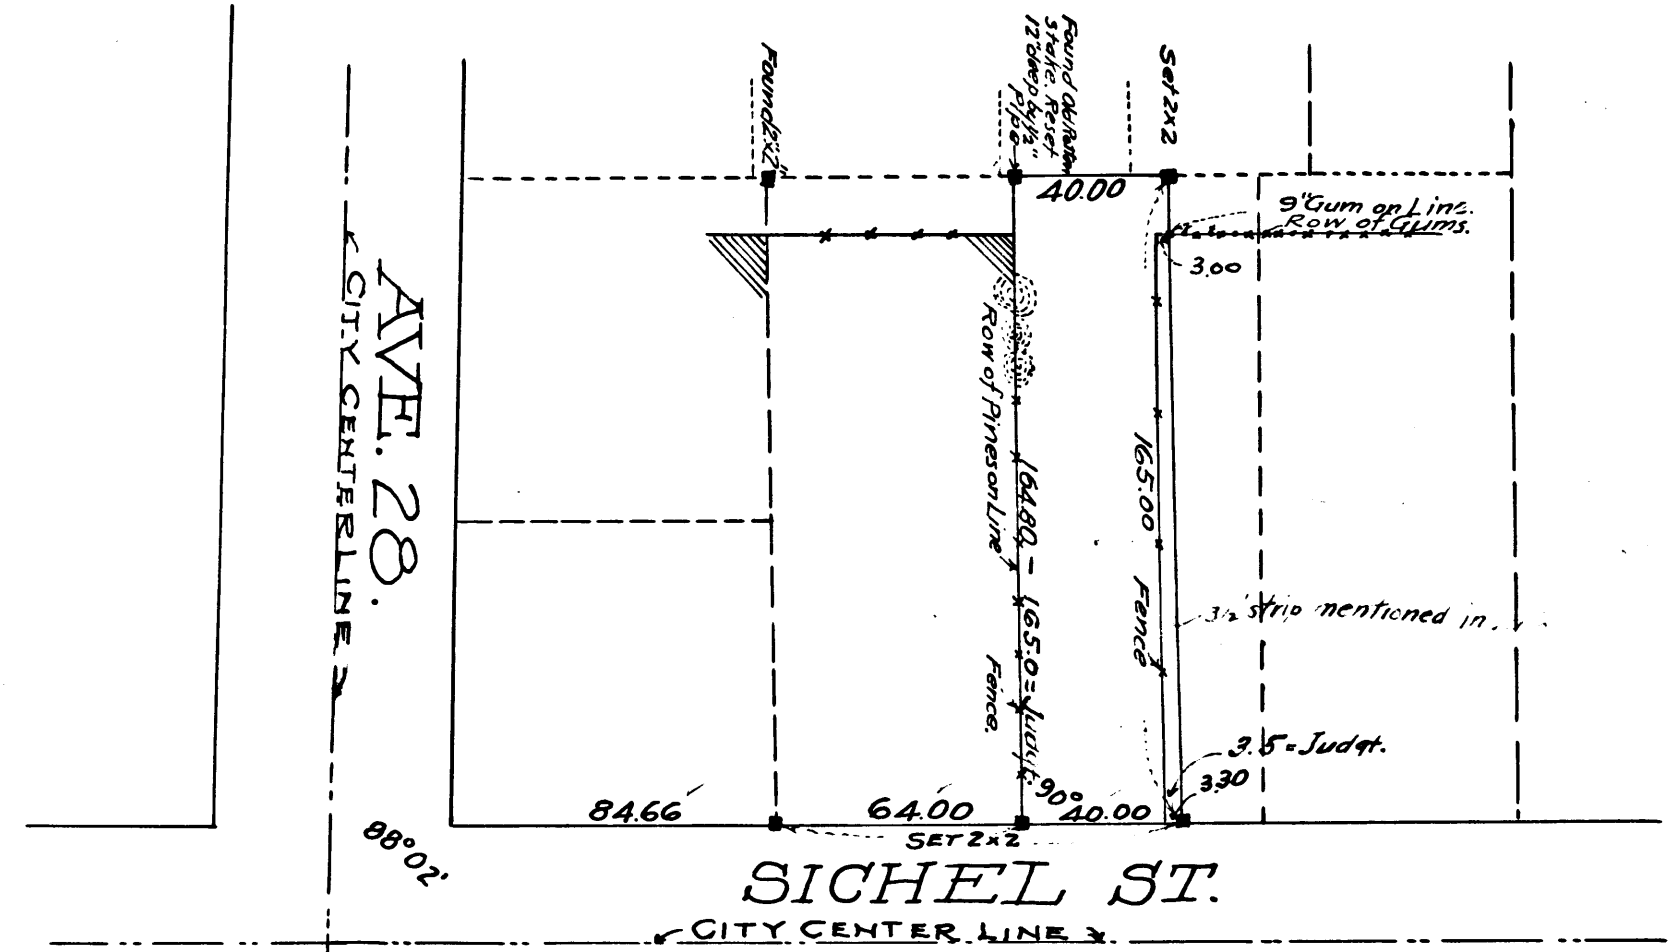 Found 2"x2"
Found Old Rotten
Stake. Reset
12" deep by 1/2"
Pipe
Set 2x2
40.00
9" Gum on Line.
Row of Gums.
3.00
AVE. 28.
CITY CENTER LINE
Row of Pines on Line
164.80 - 165.0 = Judgt.
Fence.
165.00
Fence
3 1/2' strip mentioned in
3.5 = Judgt.
3.30
90°
84.66
64.00
40.00
SET 2x2
88°02'
SICHEL ST.
CITY CENTER LINE